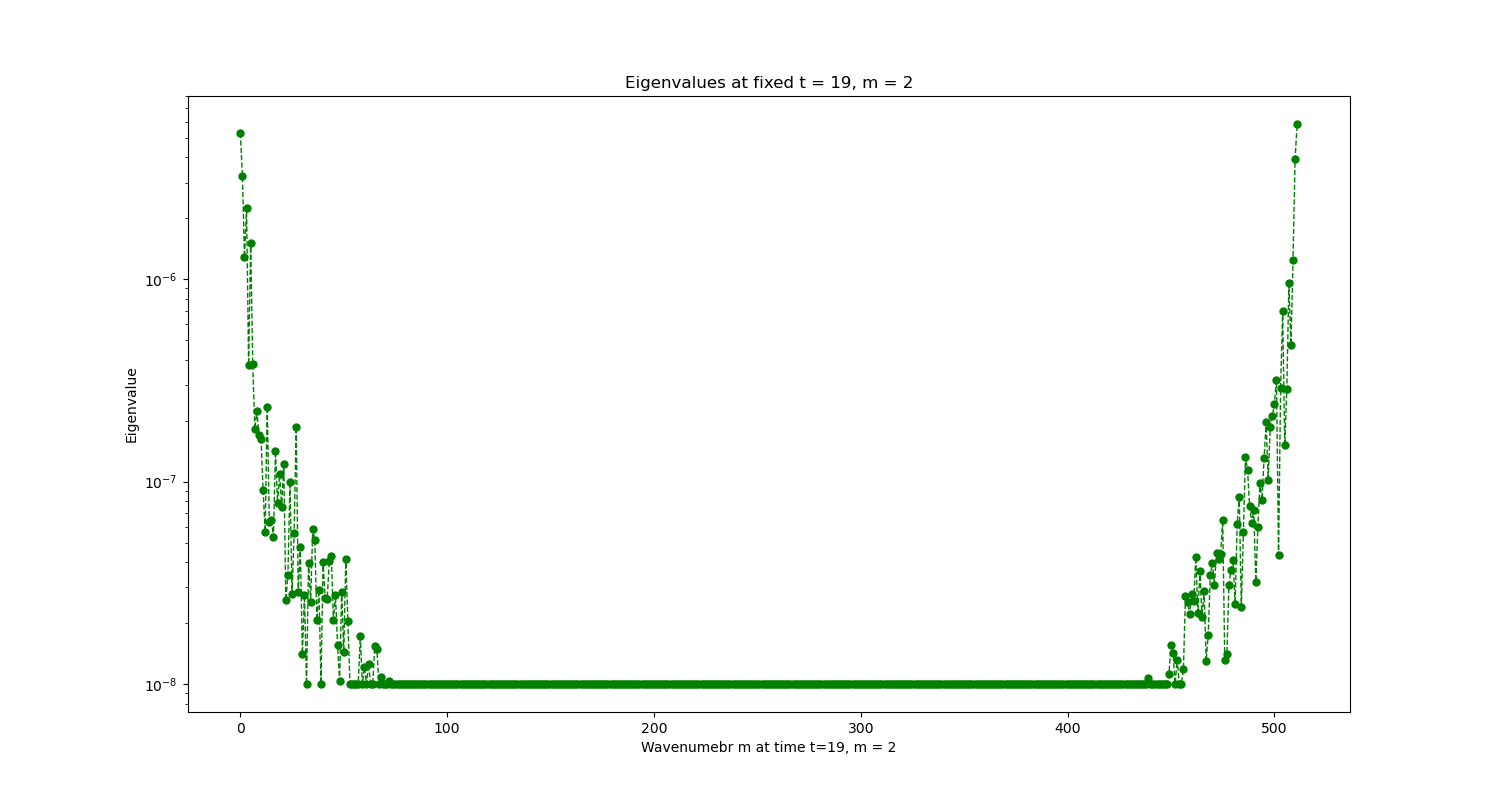 Eigenvalues at fixed t = 19, m = 2
Eigenvalue
10⁻⁶
10⁻⁷
10⁻⁸
0 100 200 300 400 500
Wavenumebr m at time t=19, m = 2